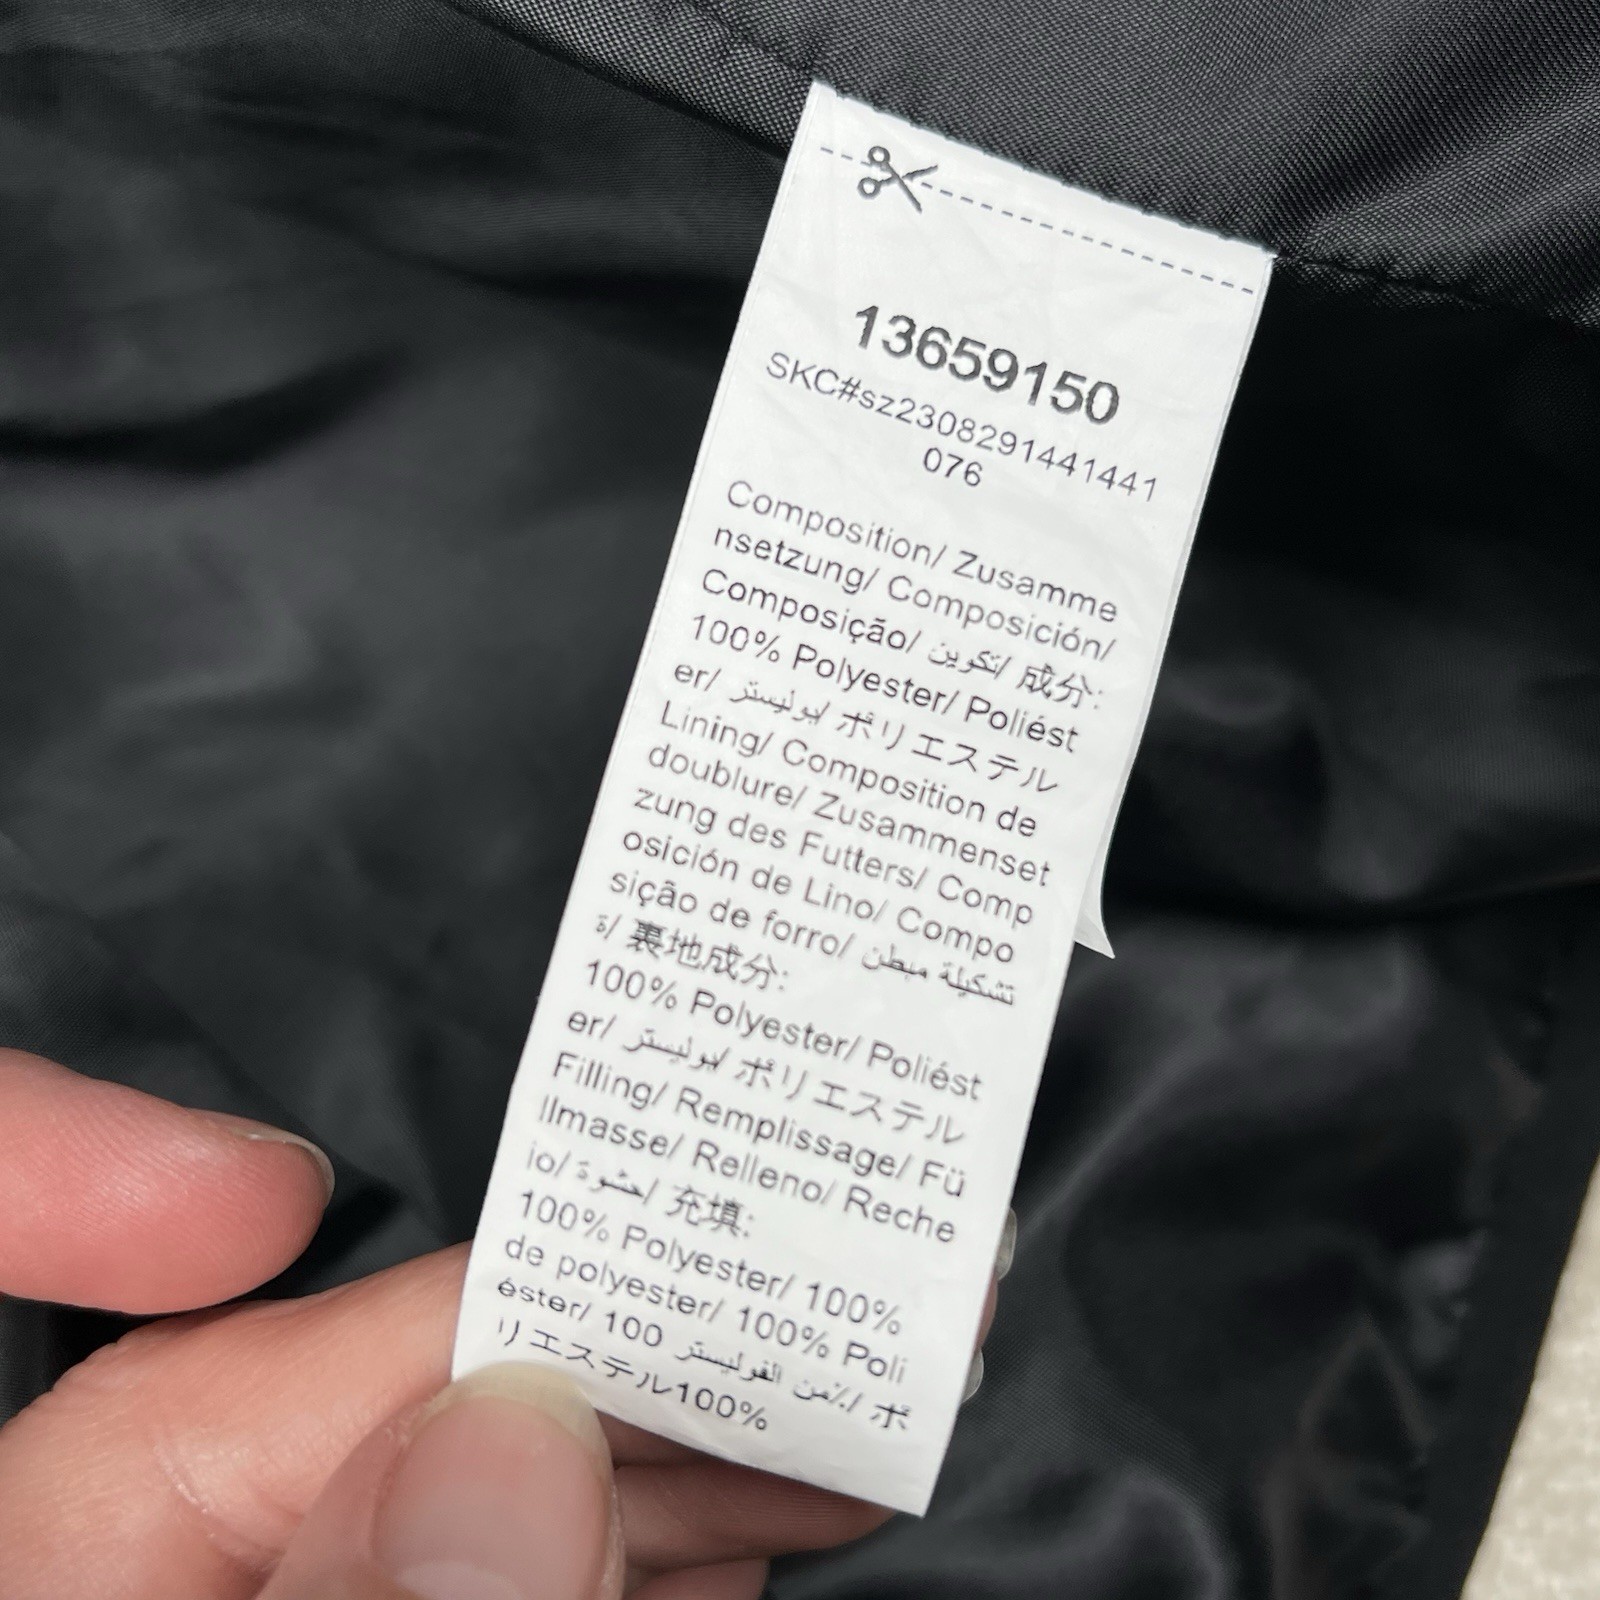 13659150
SKC#sz2308291441441
076
Composition/ Zusamme
nsetzung/ Composición/
Composição/ تكوين/ 成分:
100% Polyester/ Poliést
er/ بوليستر/ ポリエステル
Lining/ Composition de
doublure/ Zusammenset
zung des Futters/ Comp
osición de Lino/ Compo
sição de forro/ تشكيلة مبطن
ة/ 裏地成分:
100% Polyester/ Poliést
er/ بوليستر/ ポリエステル
Filling/ Remplissage/ Fü
llmasse/ Relleno/ Reche
io/ حشوة/ 充填:
100% Polyester/ 100%
de polyester/ 100% Poli
éster/ 100 من البوليستر٪/ ポ
リエステル100%